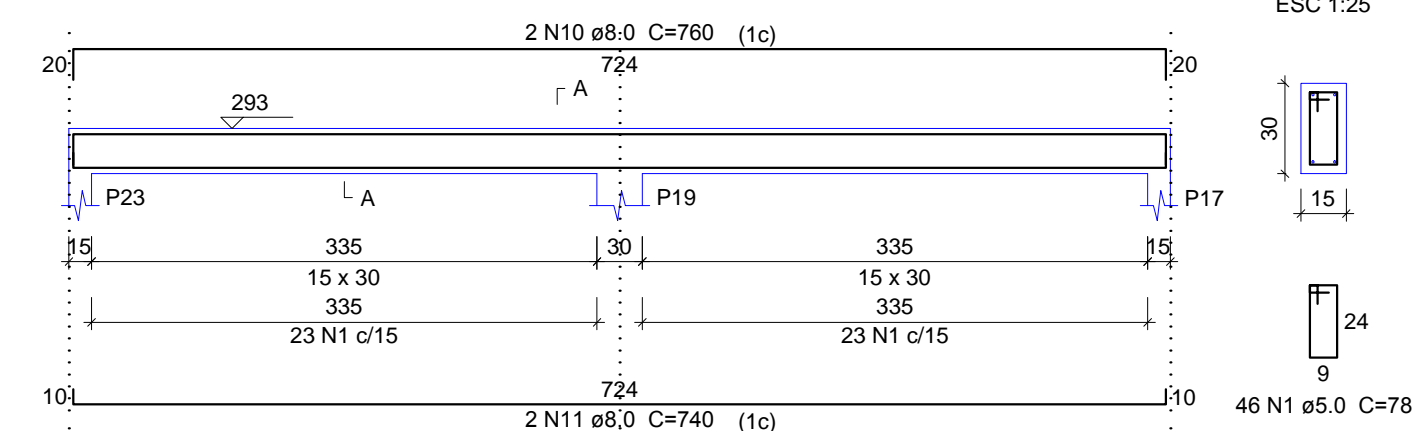 ESC 1:25
2 N10 ø8.0 C=760 (1c)
20 724 20
A
293
30
P23 A P19 P17
15
15 335 30 335 15
15 x 30 15 x 30
335 335
23 N1 c/15 23 N1 c/15
24
9
10 724 10
2 N11 ø8.0 C=740 (1c)
46 N1 ø5.0 C=78